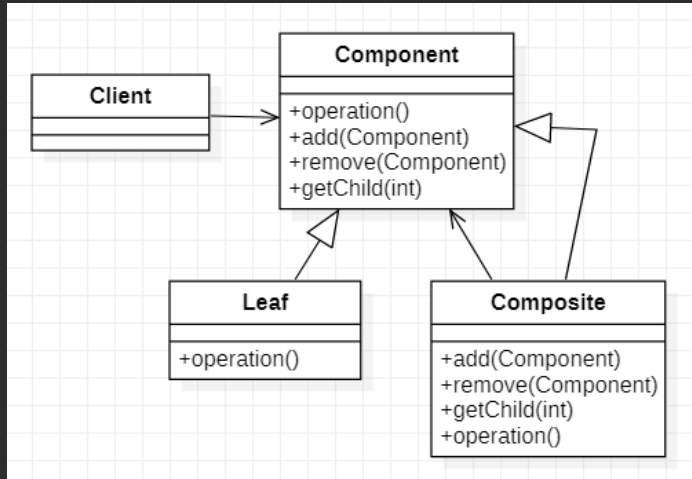 Component
+operation()
+add(Component)
+remove(Component)
+getChild(int)
Client
Leaf
+operation()
Composite
+add(Component)
+remove(Component)
+getChild(int)
+operation()